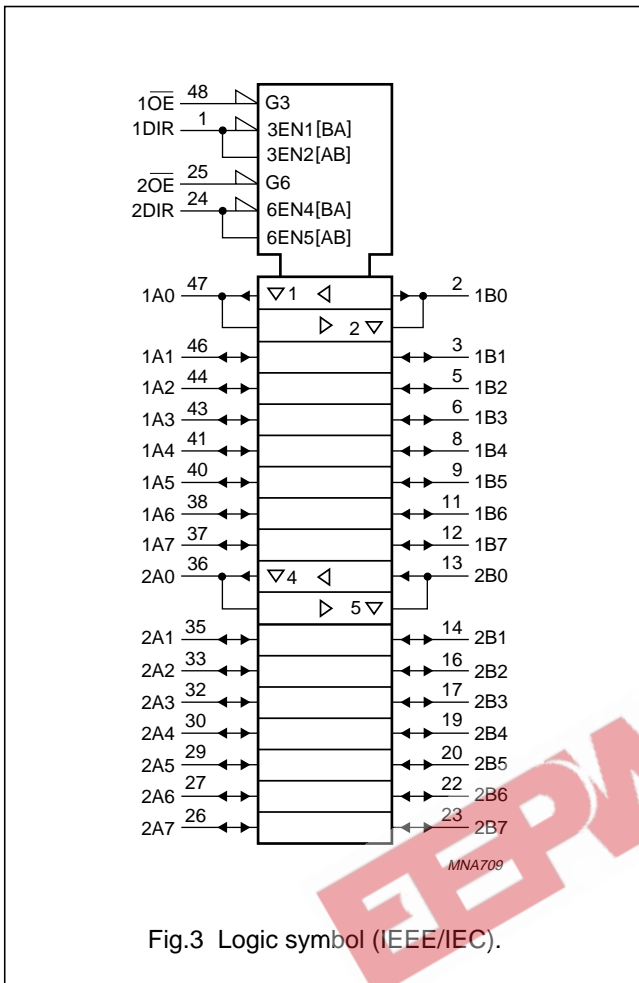 1OE 48 G3
1DIR 1 3EN1[BA]
3EN2[AB]
2OE 25 G6
2DIR 24 6EN4[BA]
6EN5[AB]
1A0 47 ▽1 ◁ 2 1B0
▷ 2▽
1A1 46 3 1B1
1A2 44 5 1B2
1A3 43 6 1B3
1A4 41 8 1B4
1A5 40 9 1B5
1A6 38 11 1B6
1A7 37 12 1B7
2A0 36 ▽4 ◁ 13 2B0
▷ 5▽
2A1 35 14 2B1
2A2 33 16 2B2
2A3 32 17 2B3
2A4 30 19 2B4
2A5 29 20 2B5
2A6 27 22 2B6
2A7 26 23 2B7
MNA709
EEPW
Fig.3 Logic symbol (IEEE/IEC).